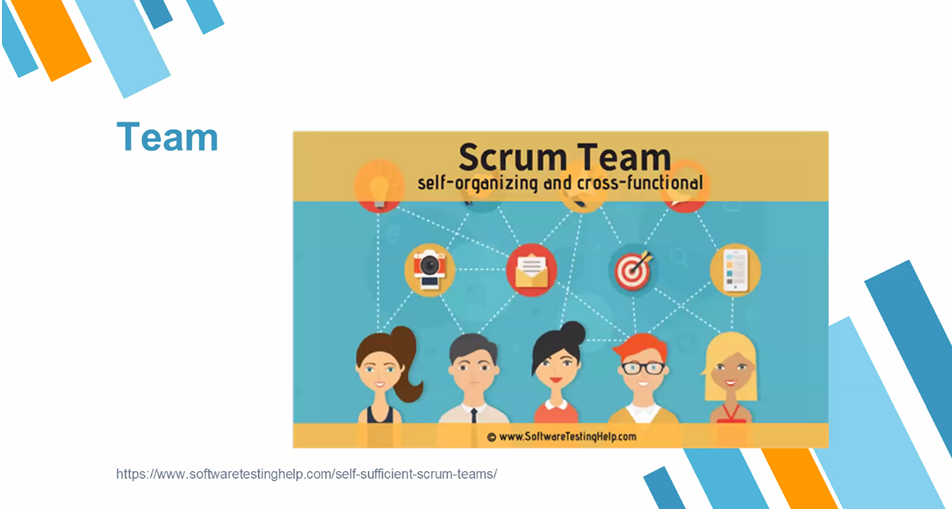 Team
Scrum Team
self-organizing and cross-functional
© www.SoftwareTestingHelp.com
https://www.softwaretestinghelp.com/self-sufficient-scrum-teams/